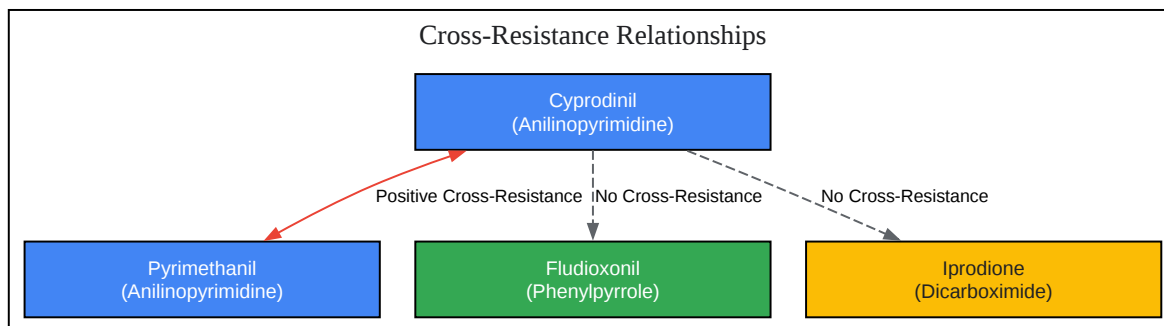 Cross-Resistance Relationships
Cyprodinil
(Anilinopyrimidine)
Positive Cross-Resistance
No Cross-Resistance
No Cross-Resistance
Pyrimethanil
(Anilinopyrimidine)
Fludioxonil
(Phenylpyrrole)
Iprodione
(Dicarboximide)